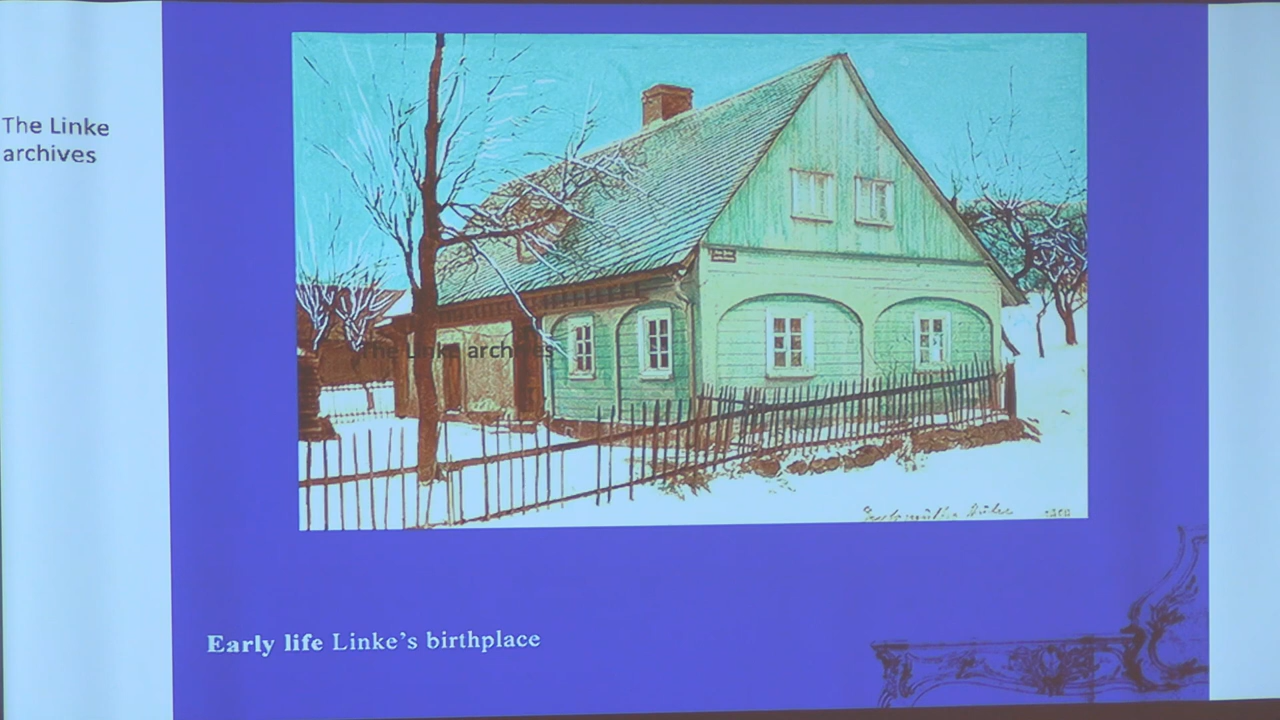 The Linke
archives
The Linke archives
Early life Linke's birthplace